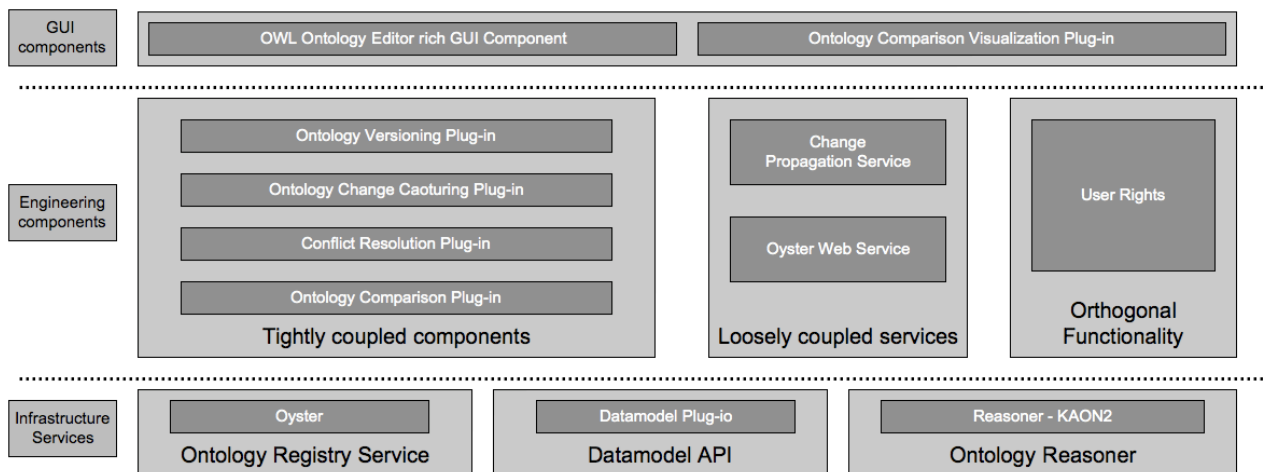 GUI
components
OWL Ontology Editor rich GUI Component
Ontology Comparison Visualization Plug-in
Engineering
components
Ontology Versioning Plug-in
Ontology Change Caoturing Plug-in
Conflict Resolution Plug-in
Ontology Comparison Plug-in
Tightly coupled components
Change
Propagation Service
Oyster Web Service
Loosely coupled services
User Rights
Orthogonal
Functionality
Infrastructure
Services
Oyster
Ontology Registry Service
Datamodel Plug-io
Datamodel API
Reasoner - KAON2
Ontology Reasoner